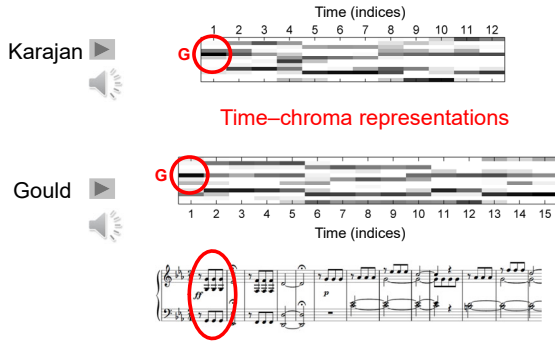 Time (indices)
1 2 3 4 5 6 7 8 9 10 11 12
Karajan
G
Time–chroma representations
G
Gould
1 2 3 4 5 6 7 8 9 10 11 12 13 14 15
Time (indices)
ff
p